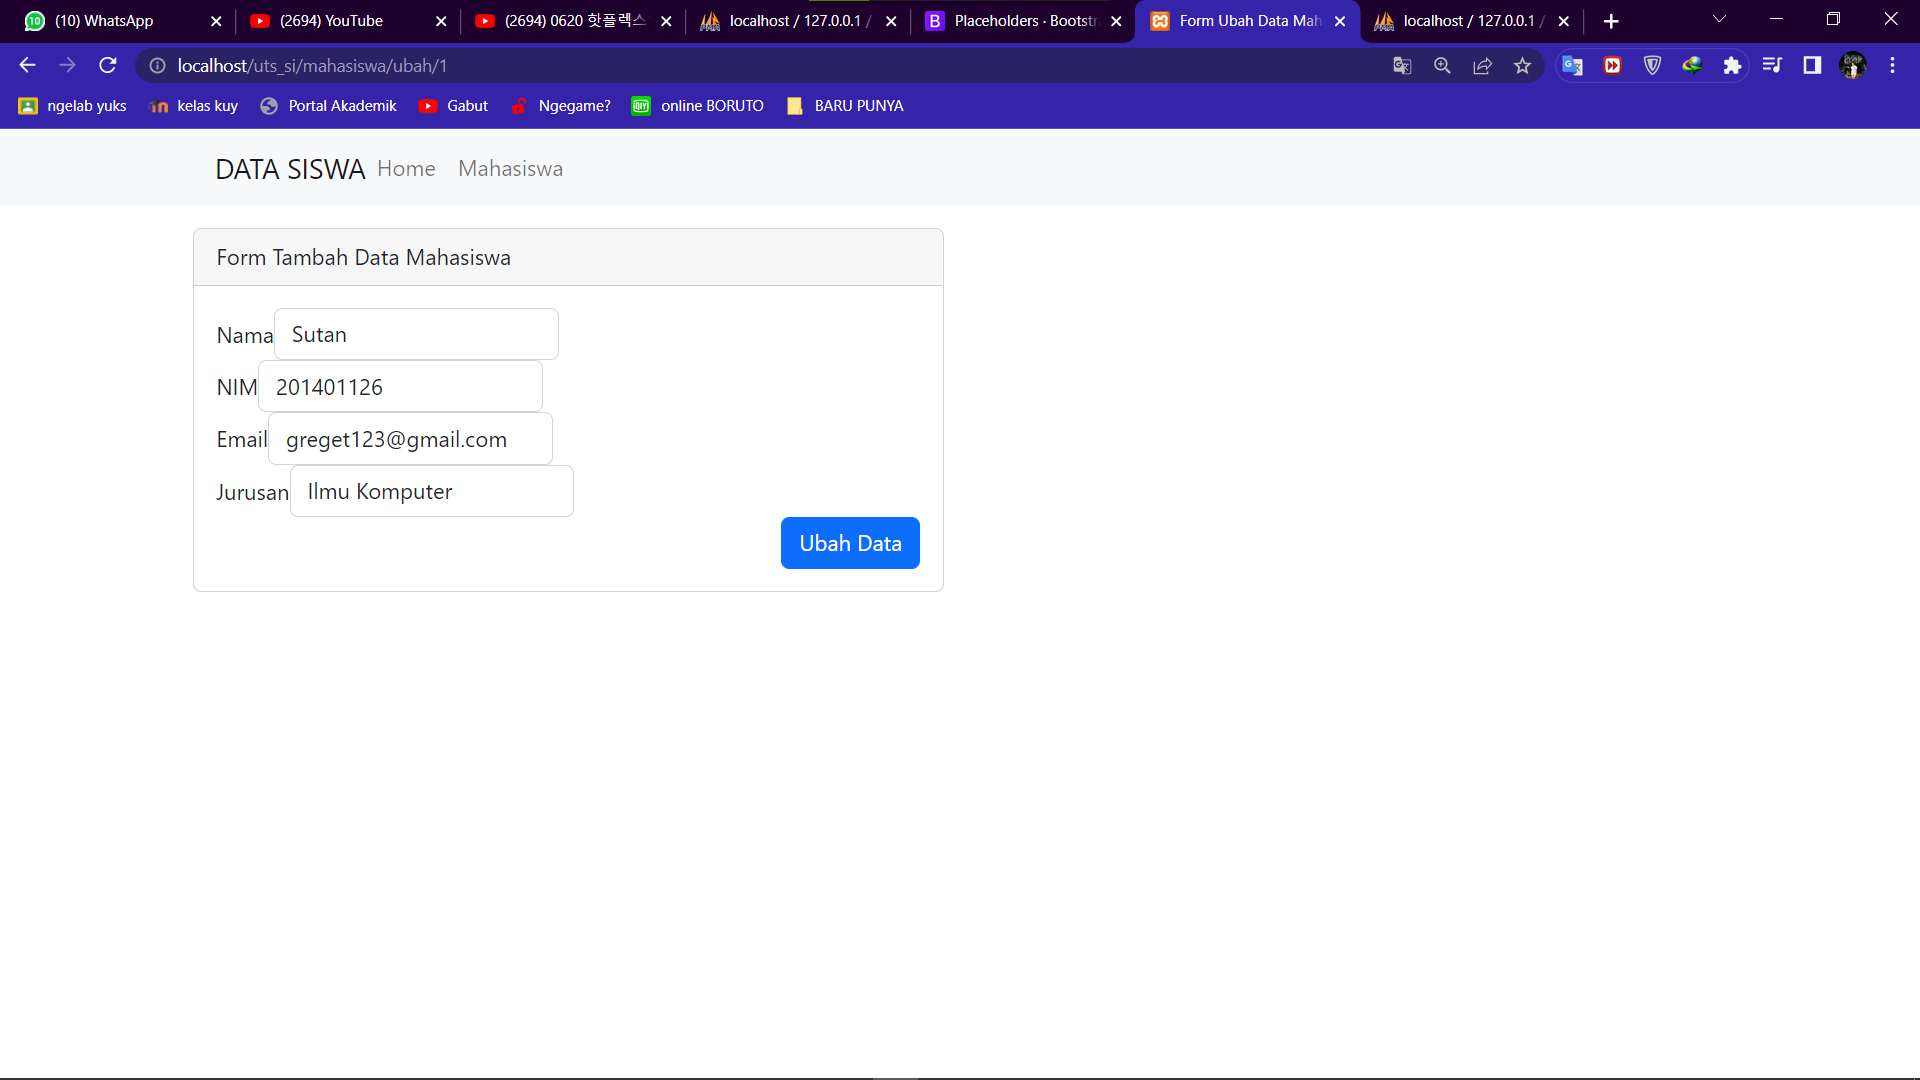 (10) WhatsApp
(2694) YouTube
(2694) 0620 핫플렉스
localhost / 127.0.0.1 /
Placeholders · Bootstr
Form Ubah Data Mah
localhost / 127.0.0.1 /
localhost/uts_si/mahasiswa/ubah/1
ngelab yuks
kelas kuy
Portal Akademik
Gabut
Ngegame?
online BORUTO
BARU PUNYA
DATA SISWA
Home
Mahasiswa
Form Tambah Data Mahasiswa
Nama
Sutan
NIM
201401126
Email
greget123@gmail.com
Jurusan
Ilmu Komputer
Ubah Data